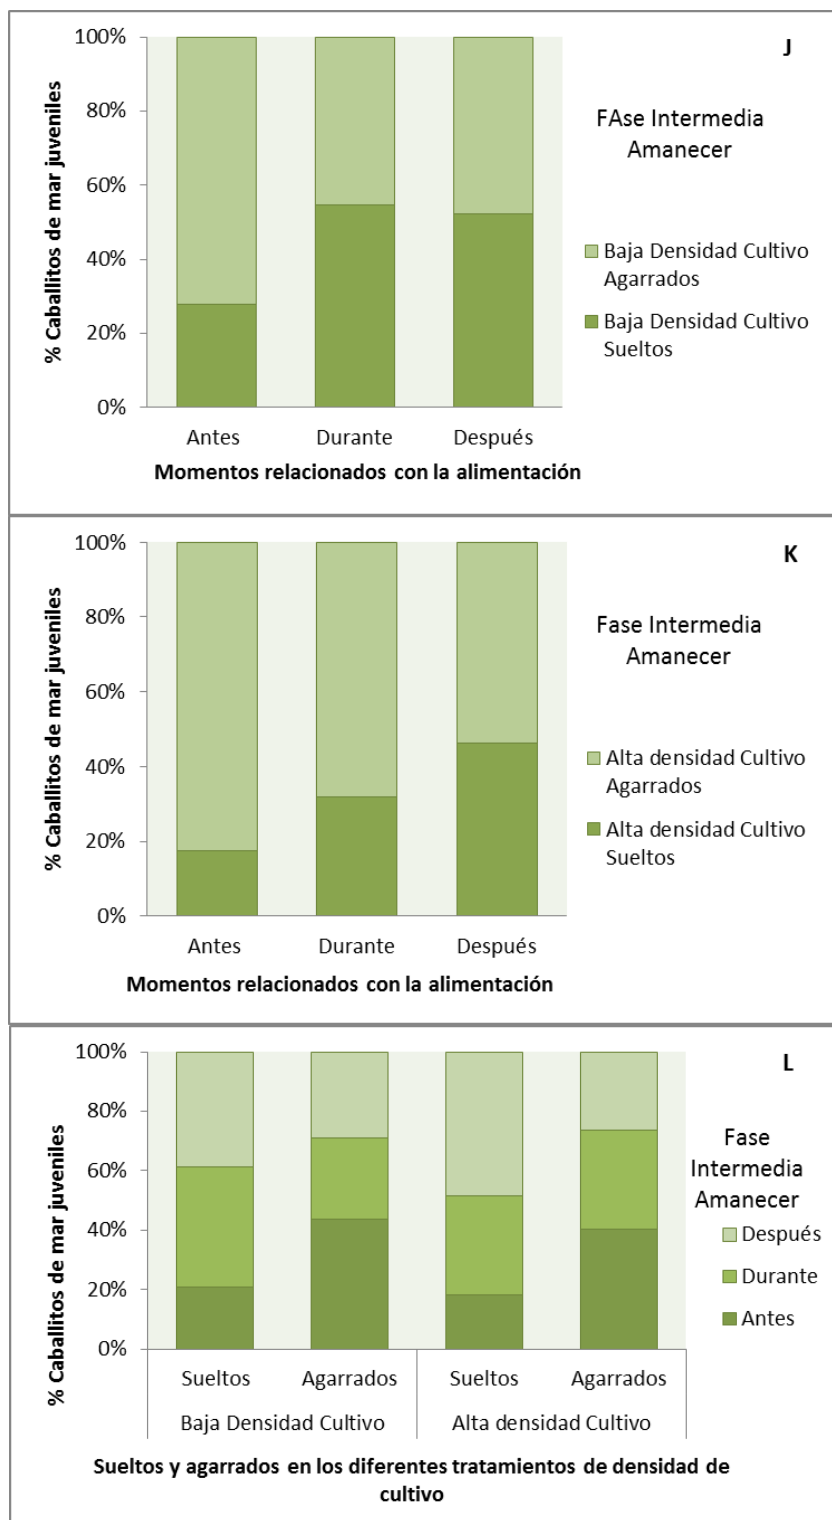 J
100%
80%
60%
40%
20%
0%
% Caballitos de mar juveniles
FAse Intermedia
Amanecer
Baja Densidad Cultivo
Agarrados
Baja Densidad Cultivo
Sueltos
Antes Durante Después
Momentos relacionados con la alimentación
K
100%
80%
60%
40%
20%
0%
% Caballitos de mar juveniles
Fase Intermedia
Amanecer
Alta densidad Cultivo
Agarrados
Alta densidad Cultivo
Sueltos
Antes Durante Después
Momentos relacionados con la alimentación
L
100%
80%
60%
40%
20%
0%
% Caballitos de mar juveniles
Fase
Intermedia
Amanecer
Después
Durante
Antes
Sueltos Agarrados Sueltos Agarrados
Baja Densidad Cultivo Alta densidad Cultivo
Sueltos y agarrados en los diferentes tratamientos de densidad de
cultivo